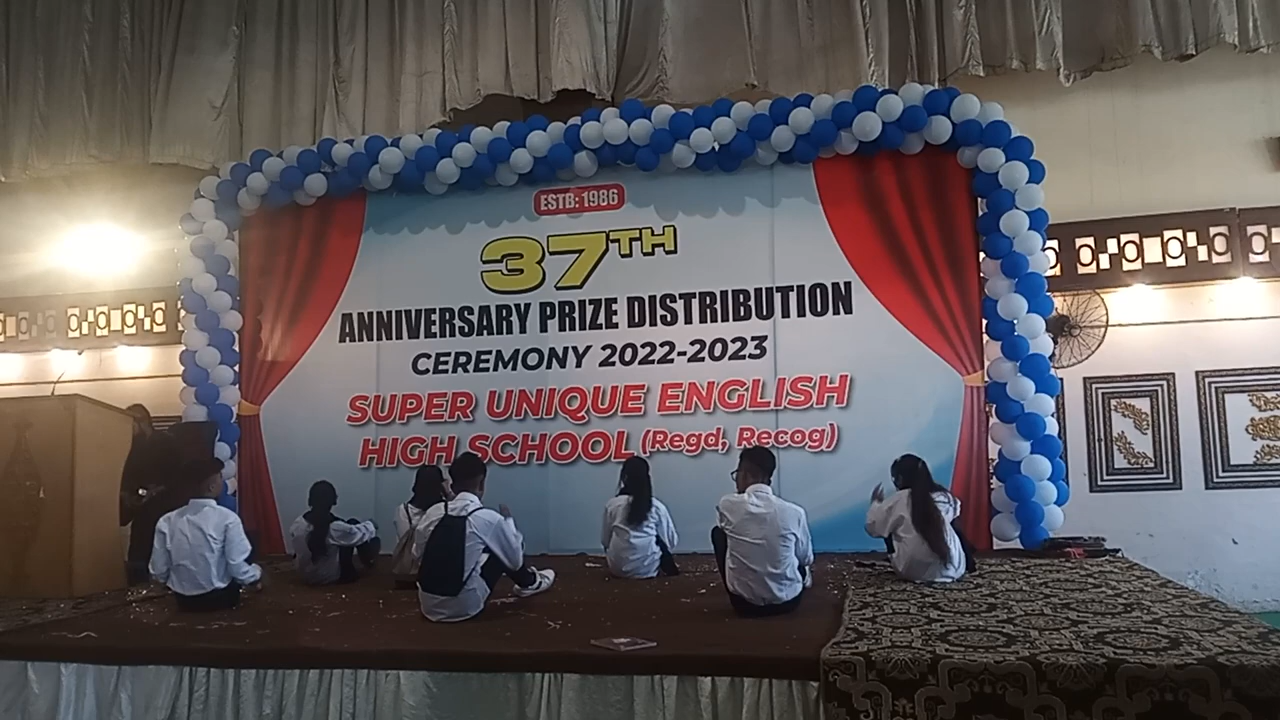 ESTB: 1986
37TH
ANNIVERSARY PRIZE DISTRIBUTION
CEREMONY 2022-2023
SUPER UNIQUE ENGLISH
HIGH SCHOOL (Regd, Recog)